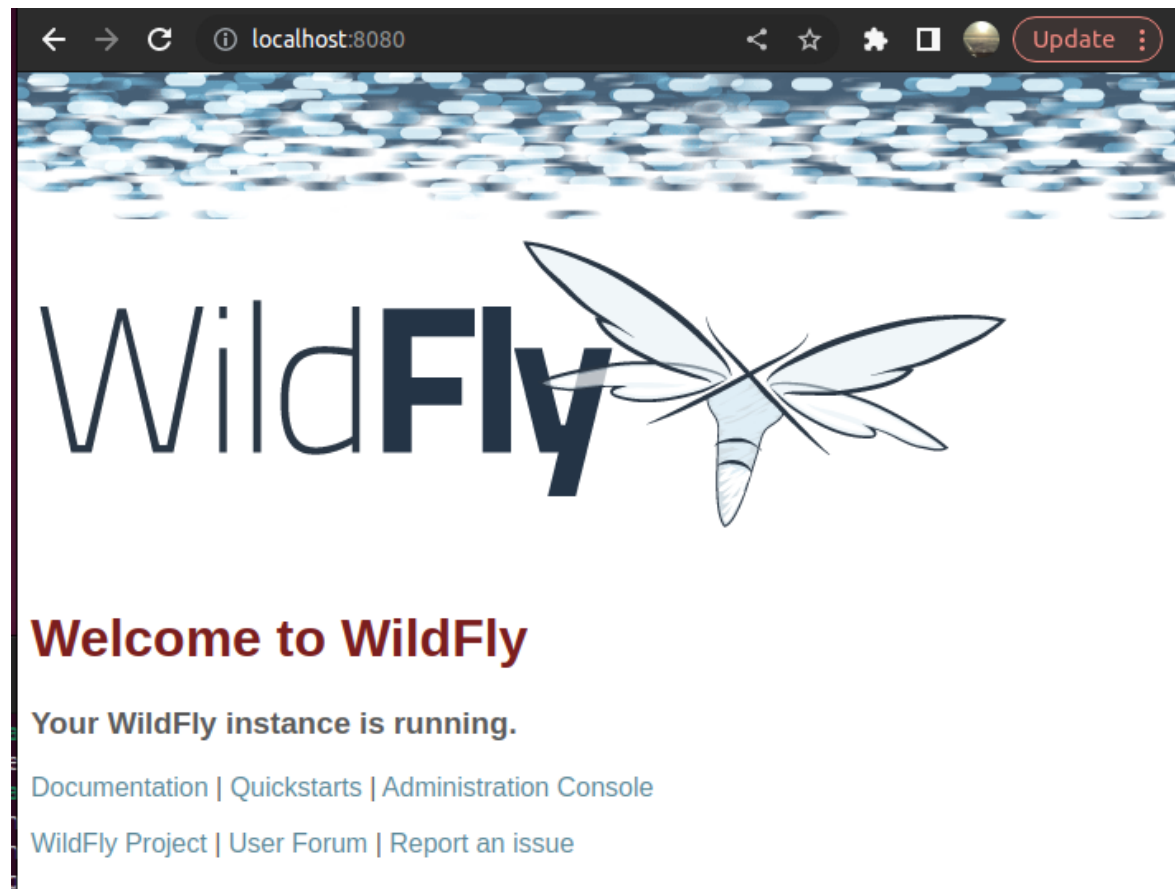 localhost:8080
Update
WildFly
Welcome to WildFly
Your WildFly instance is running.
Documentation | Quickstarts | Administration Console
WildFly Project | User Forum | Report an issue